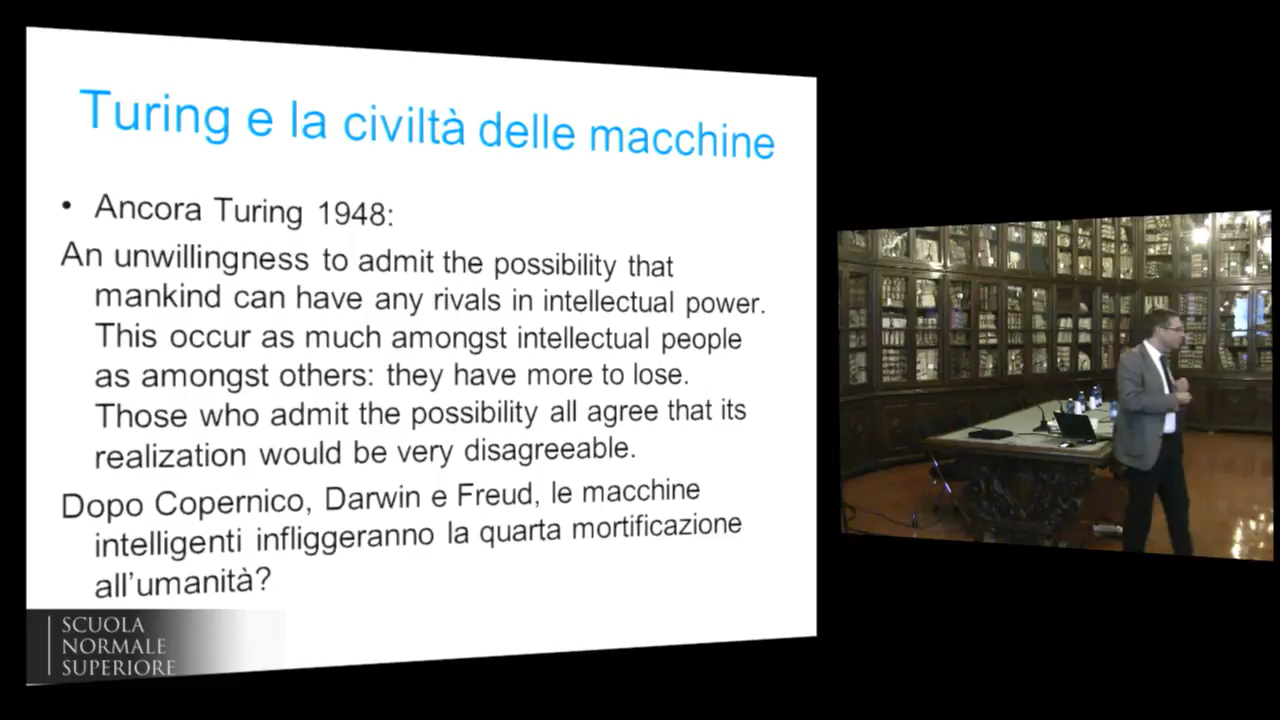 Turing e la civiltà delle macchine
• Ancora Turing 1948:
An unwillingness to admit the possibility that
mankind can have any rivals in intellectual power.
This occur as much amongst intellectual people
as amongst others: they have more to lose.
Those who admit the possibility all agree that its
realization would be very disagreeable.
Dopo Copernico, Darwin e Freud, le macchine
intelligenti infliggeranno la quarta mortificazione
all'umanità?
SCUOLA
NORMALE
SUPERIORE